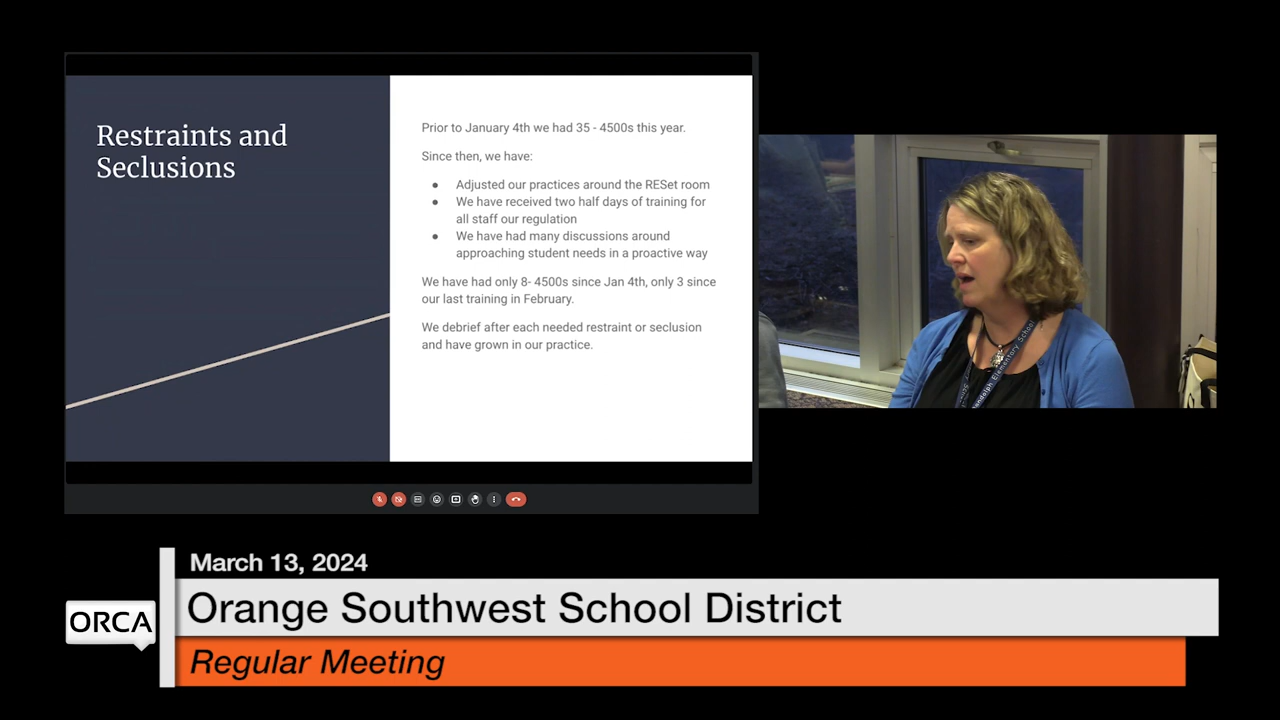 Restraints and
Seclusions
Prior to January 4th we had 35 - 4500s this year.
Since then, we have:
● Adjusted our practices around the RESet room
● We have received two half days of training for
all staff our regulation
● We have had many discussions around
approaching student needs in a proactive way
We have had only 8- 4500s since Jan 4th, only 3 since
our last training in February.
We debrief after each needed restraint or seclusion
and have grown in our practice.
Elementary School
March 13, 2024
ORCA
Orange Southwest School District
Regular Meeting